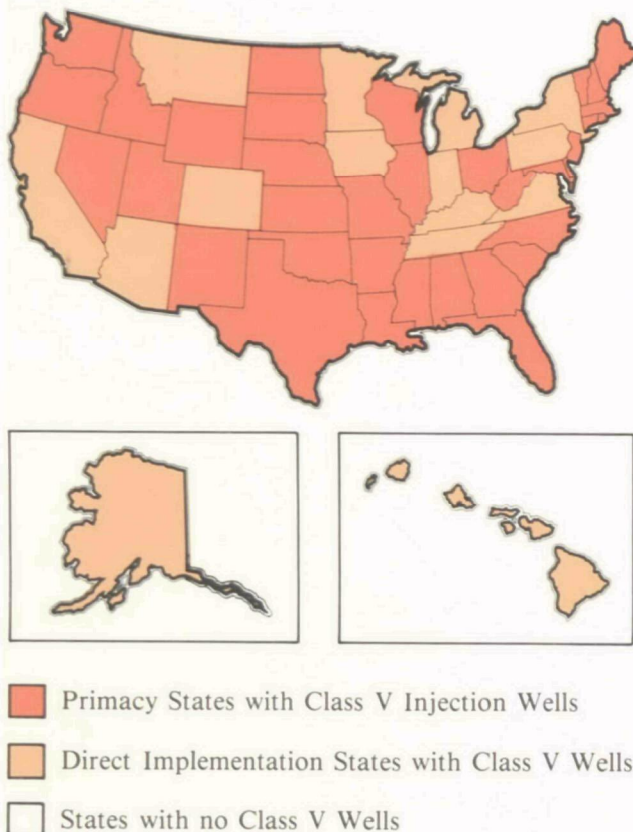 Primacy States with Class V Injection Wells
Direct Implementation States with Class V Wells
States with no Class V Wells